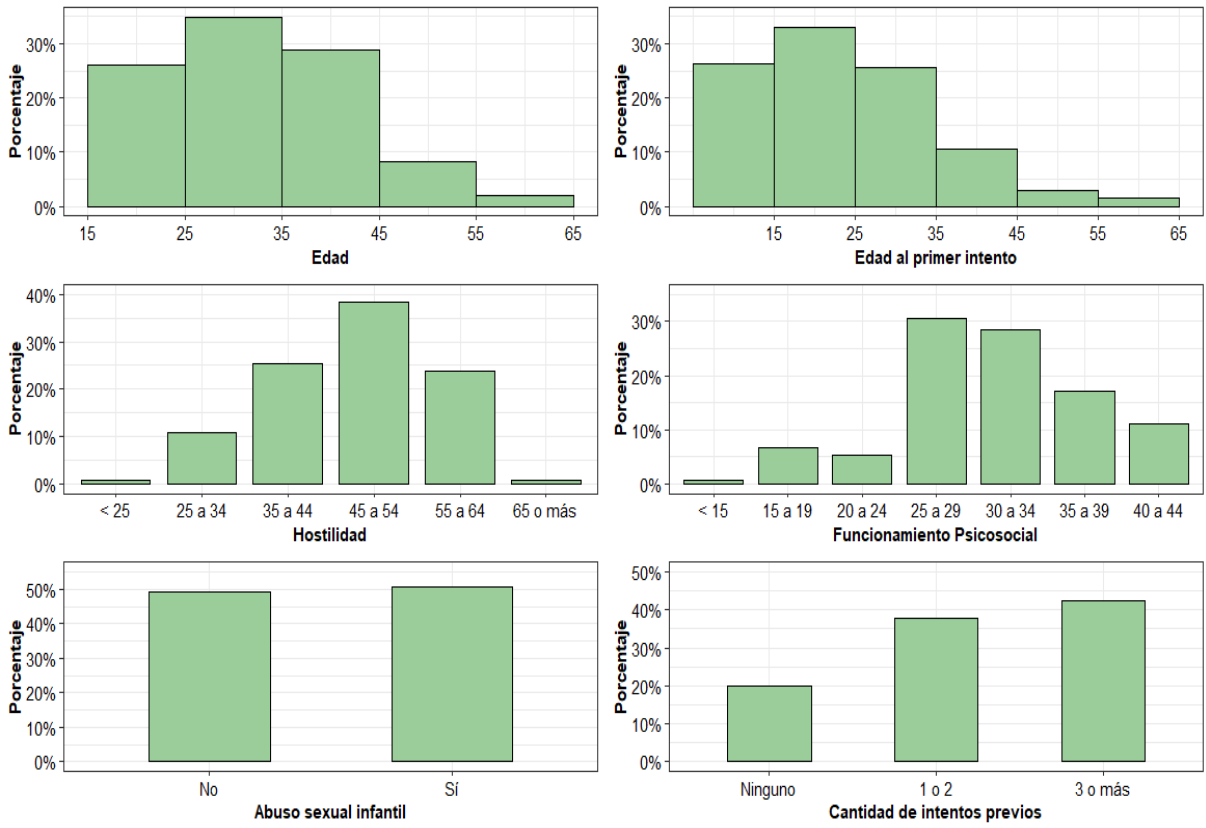 Porcentaje
30%
20%
10%
0%
15 25 35 45 55 65
Edad
Porcentaje
30%
20%
10%
0%
15 25 35 45 55 65
Edad al primer intento
Porcentaje
40%
30%
20%
10%
0%
< 25 25 a 34 35 a 44 45 a 54 55 a 64 65 o más
Hostilidad
Porcentaje
30%
20%
10%
0%
< 15 15 a 19 20 a 24 25 a 29 30 a 34 35 a 39 40 a 44
Funcionamiento Psicosocial
Porcentaje
50%
40%
30%
20%
10%
0%
No Sí
Abuso sexual infantil
Porcentaje
50%
40%
30%
20%
10%
0%
Ninguno 1 o 2 3 o más
Cantidad de intentos previos